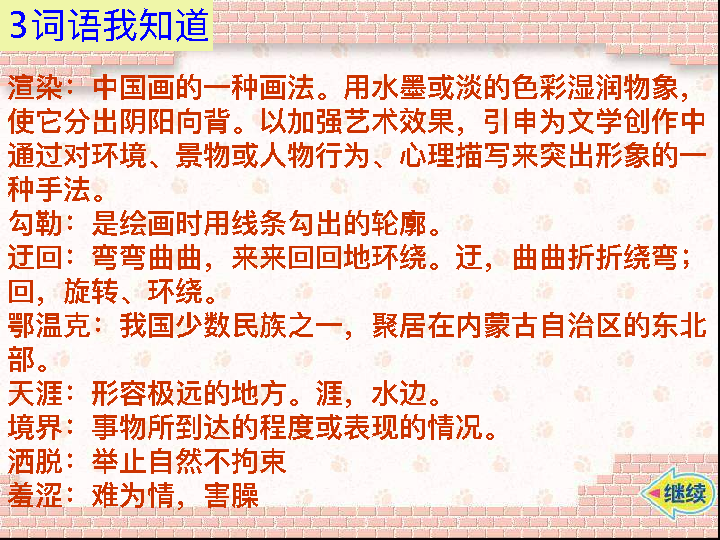 3词语我知道
渲染：中国画的一种画法。用水墨或淡的色彩湿润物象，
使它分出阴阳向背。以加强艺术效果，引申为文学创作中
通过对环境、景物或人物行为、心理描写来突出形象的一
种手法。
勾勒：是绘画时用线条勾出的轮廓。
迂回：弯弯曲曲，来来回回地环绕。迂，曲曲折折绕弯；
回，旋转、环绕。
鄂温克：我国少数民族之一，聚居在内蒙古自治区的东北
部。
天涯：形容极远的地方。涯，水边。
境界：事物所到达的程度或表现的情况。
洒脱：举止自然不拘束
羞涩：难为情，害臊
继续